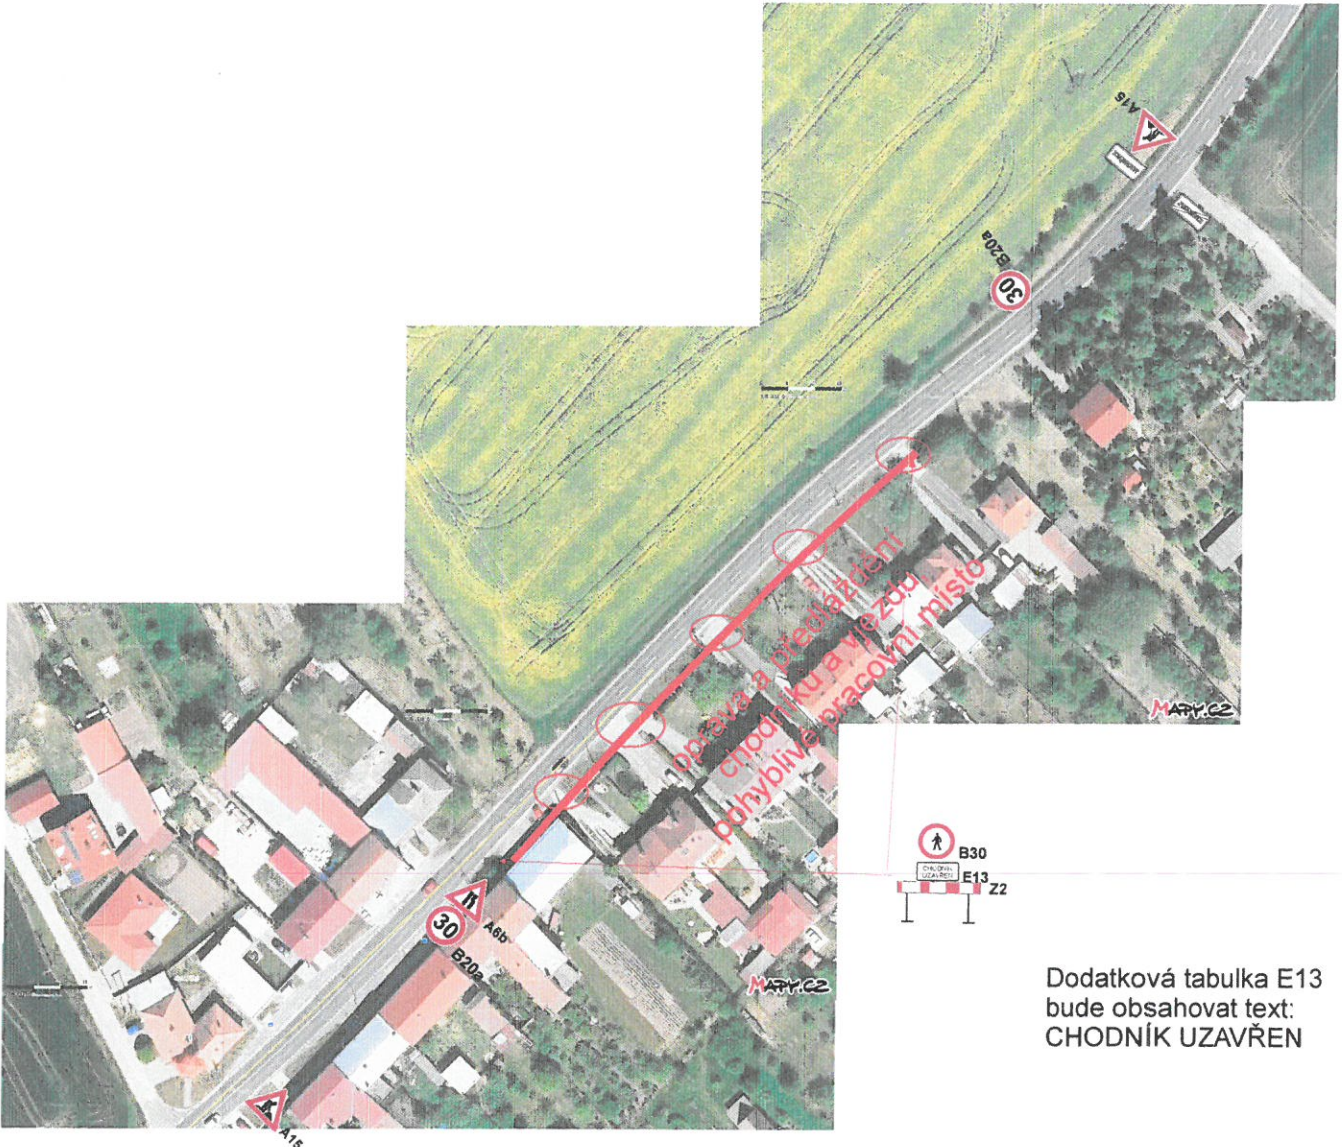 A15
B20a
30
oprava a předláždění
chodníku a vjezdu
pohyblivé pracovní místo
MAPY.CZ
B30
CHODNÍK
UZAVŘEN
E13
Z2
A6b
30
B20a
MAPY.CZ
Dodatková tabulka E13
bude obsahovat text:
CHODNÍK UZAVŘEN
A15